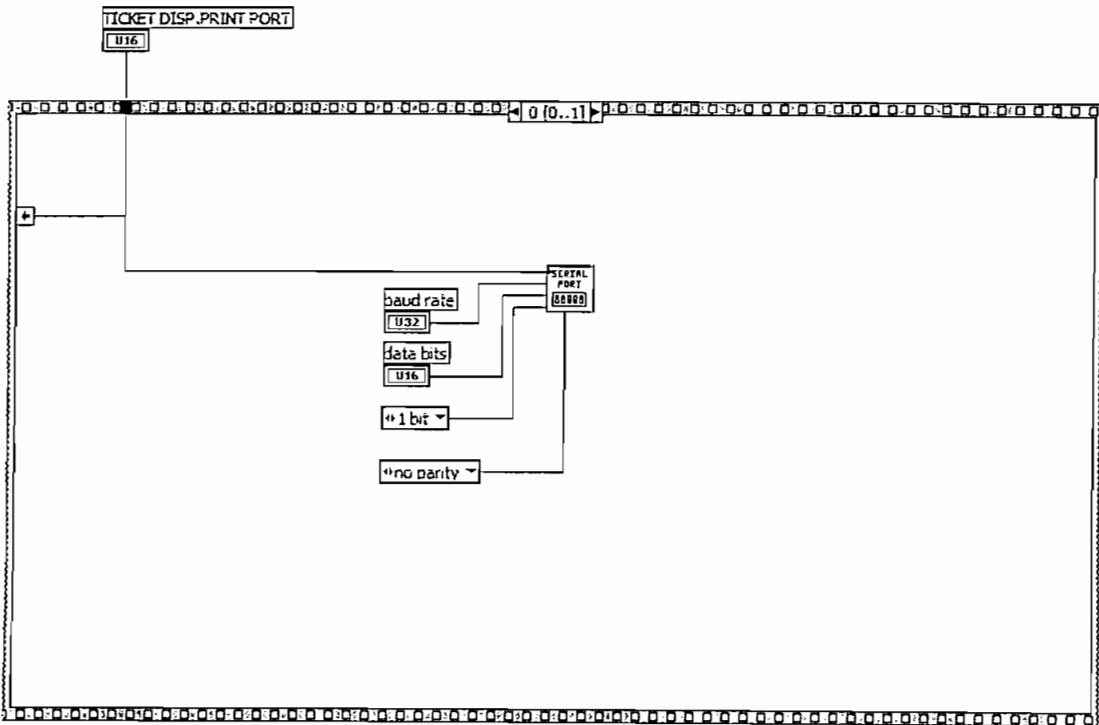 TICKET DISP.PRINT PORT
U16
0 [0..1]
SERIAL
PORT
baud rate
U32
data bits
U16
1 bit
no parity